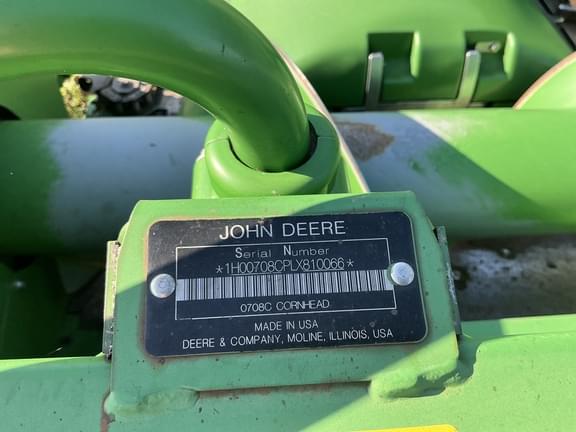 JOHN DEERE
Serial Number
*1H00708CPLX810066*
0708C CORNHEAD
MADE IN USA
DEERE & COMPANY, MOLINE, ILLINOIS, USA